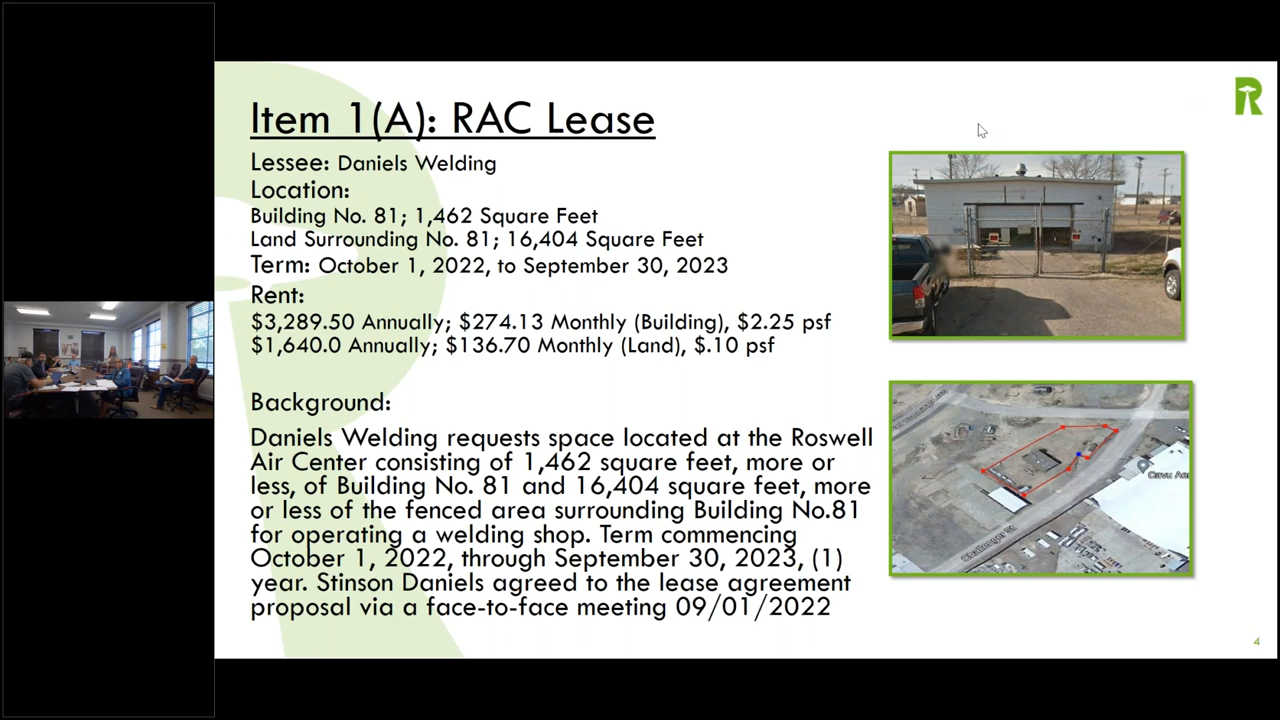 Item 1(A): RAC Lease
Lessee: Daniels Welding
Location:
Building No. 81; 1,462 Square Feet
Land Surrounding No. 81; 16,404 Square Feet
Term: October 1, 2022, to September 30, 2023
Rent:
$3,289.50 Annually; $274.13 Monthly (Building), $2.25 psf
$1,640.0 Annually; $136.70 Monthly (Land), $.10 psf
Background:
Daniels Welding requests space located at the Roswell
Air Center consisting of 1,462 square feet, more or
less, of Building No. 81 and 16,404 square feet, more
or less of the fenced area surrounding Building No.81
for operating a welding shop. Term commencing
October 1, 2022, through September 30, 2023, (1)
year. Stinson Daniels agreed to the lease agreement
proposal via a face-to-face meeting 09/01/2022
R
Cavu Aer
Challenger St
4